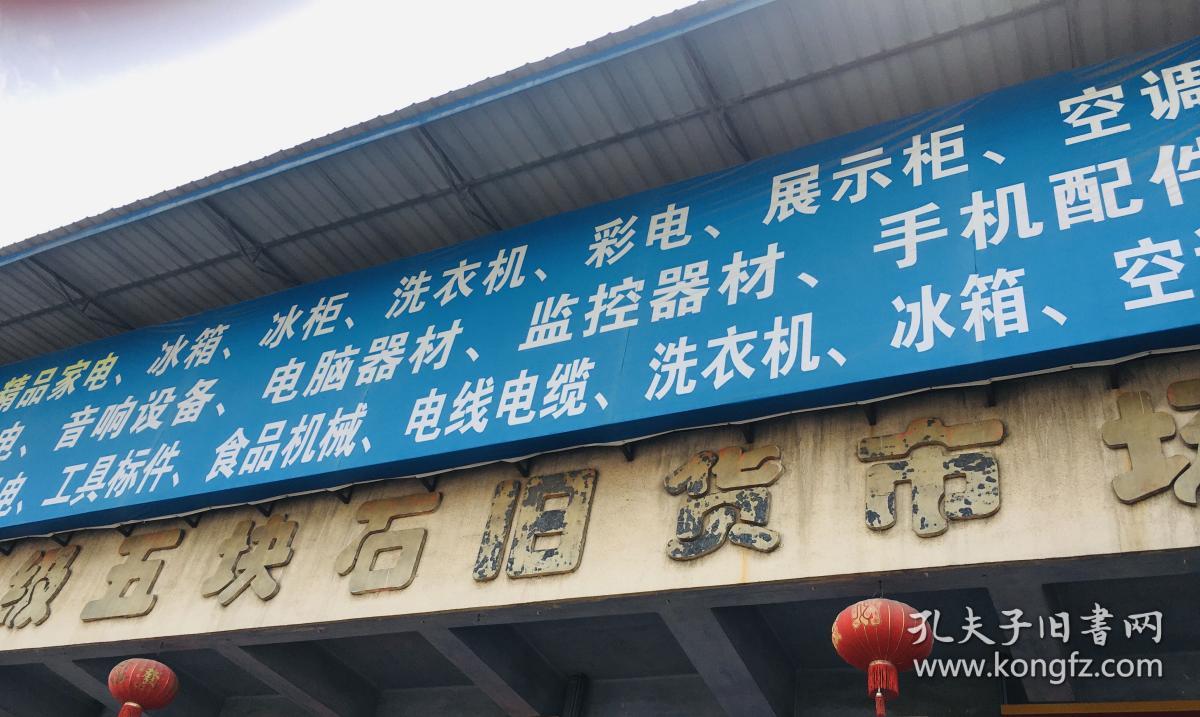 精品家电、冰箱、冰柜、洗衣机、彩电、展示柜、空调
电、音响设备、电脑器材、监控器材、手机配件
电、工具标件、食品机械、电线电缆、洗衣机、冰箱、空
级五块石旧货市场
孔夫子旧書网
www.kongfz.com